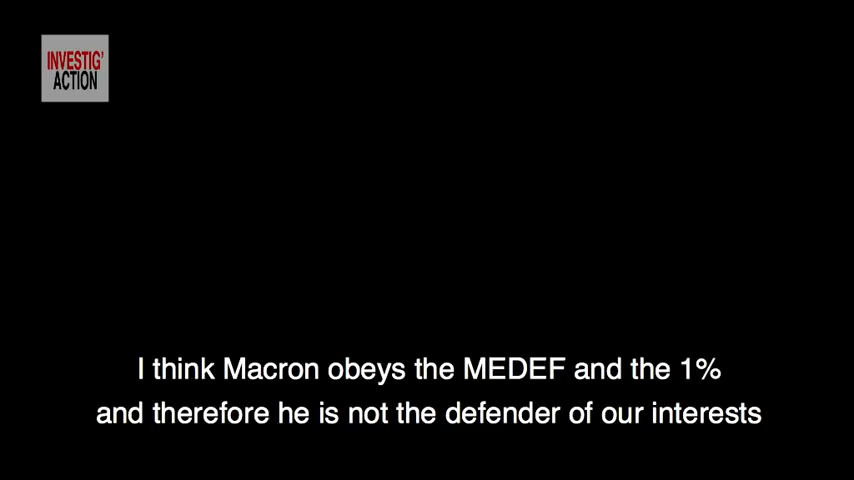 INVESTIG'
ACTION
I think Macron obeys the MEDEF and the 1%
and therefore he is not the defender of our interests